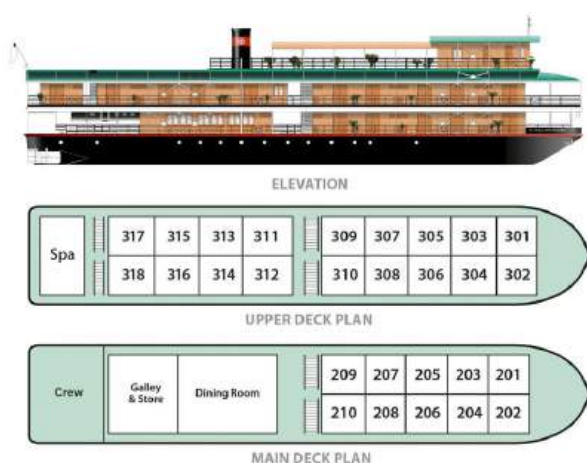 ELEVATION
317 315 313 311 309 307 305 303 301
Spa
318 316 314 312 310 308 306 304 302
UPPER DECK PLAN
209 207 205 203 201
Crew Galley & Store Dining Room
210 208 206 204 202
MAIN DECK PLAN